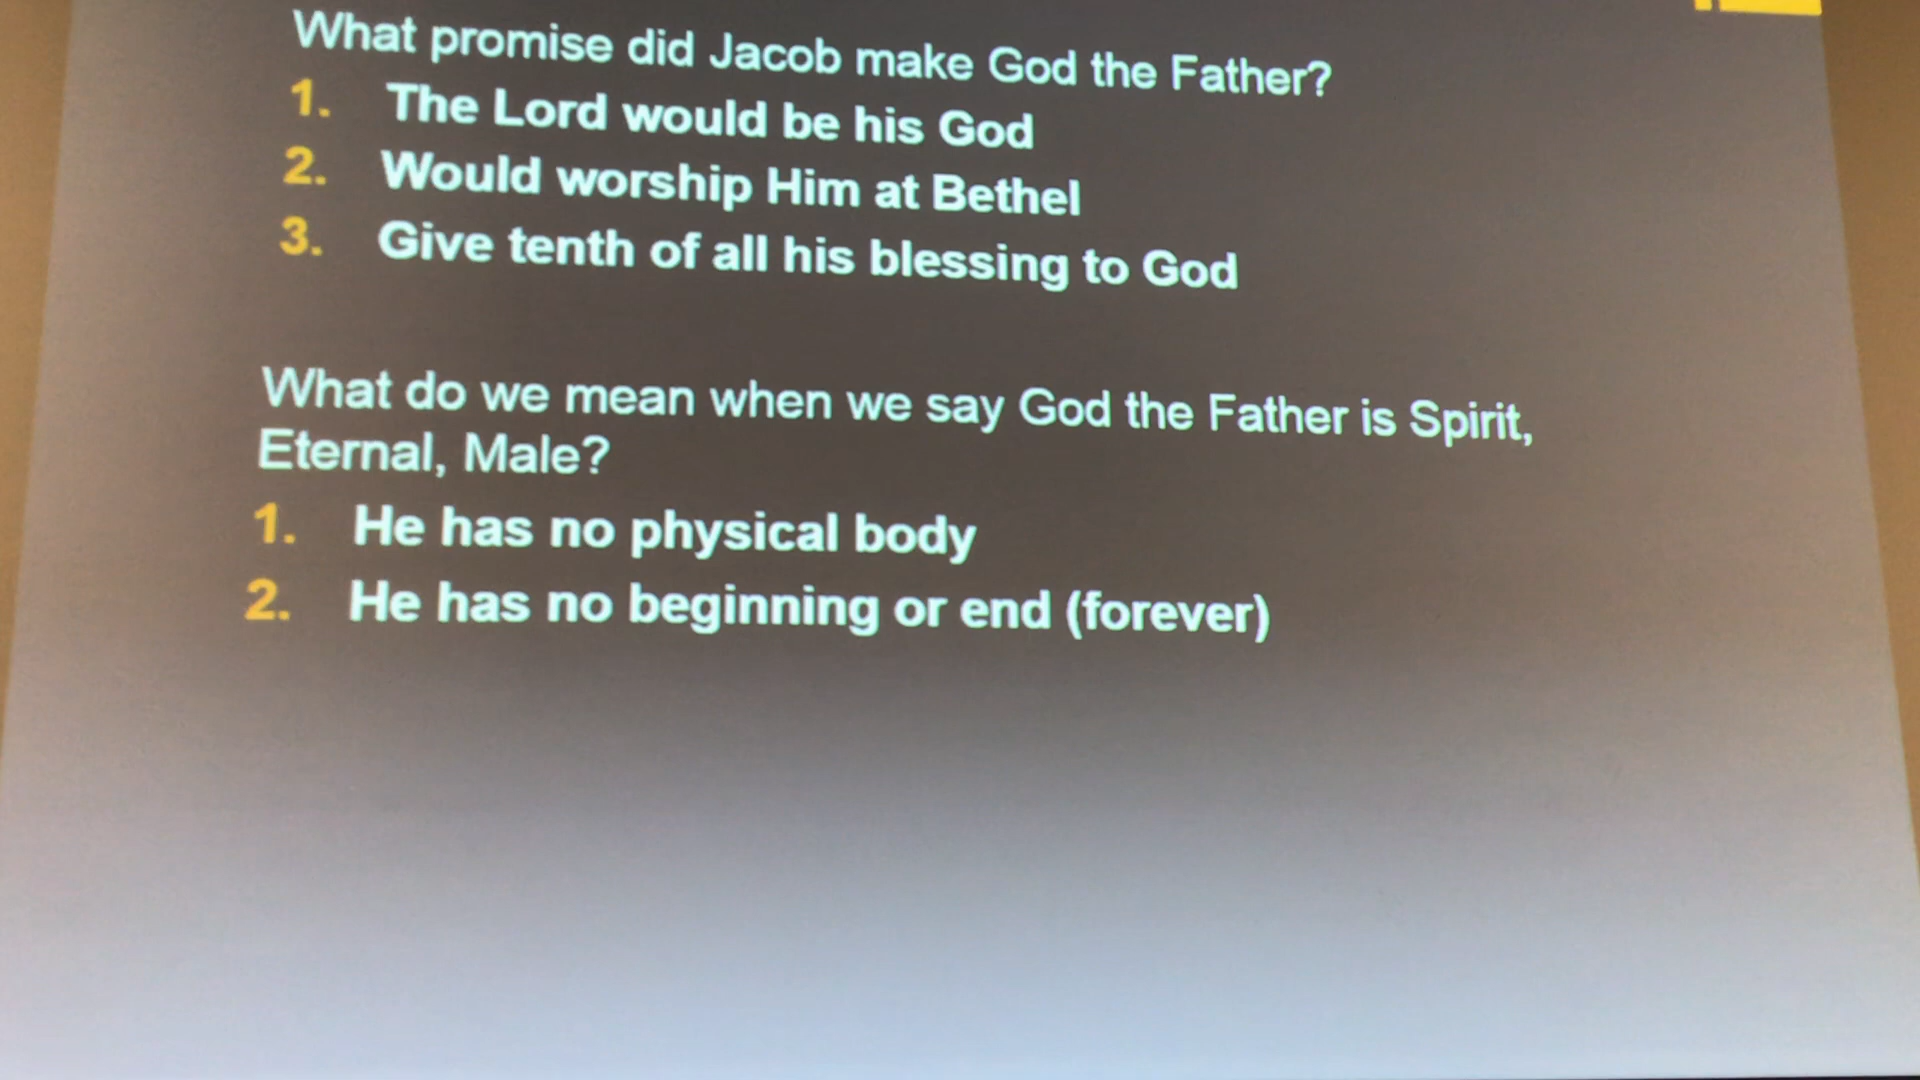 What promise did Jacob make God the Father?
1. The Lord would be his God
2. Would worship Him at Bethel
3. Give tenth of all his blessing to God
What do we mean when we say God the Father is Spirit,
Eternal, Male?
1. He has no physical body
2. He has no beginning or end (forever)